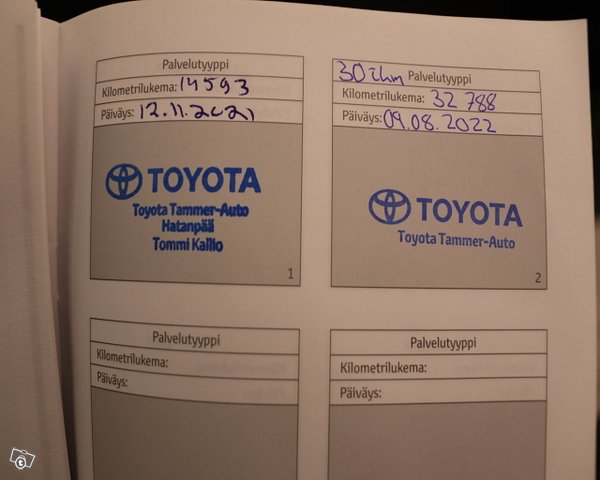 Palvelutyyppi
Kilometrilukema: 14593
Päiväys: 12.11.2021
TOYOTA
Toyota Tammer-Auto
Hatanpää
Tommi Kallio
1
30 tkm Palvelutyyppi
Kilometrilukema: 32 788
Päiväys: 09.08.2022
TOYOTA
Toyota Tammer-Auto
2
Palvelutyyppi
Kilometrilukema:
Päiväys:
Palvelutyyppi
Kilometrilukema:
Päiväys: